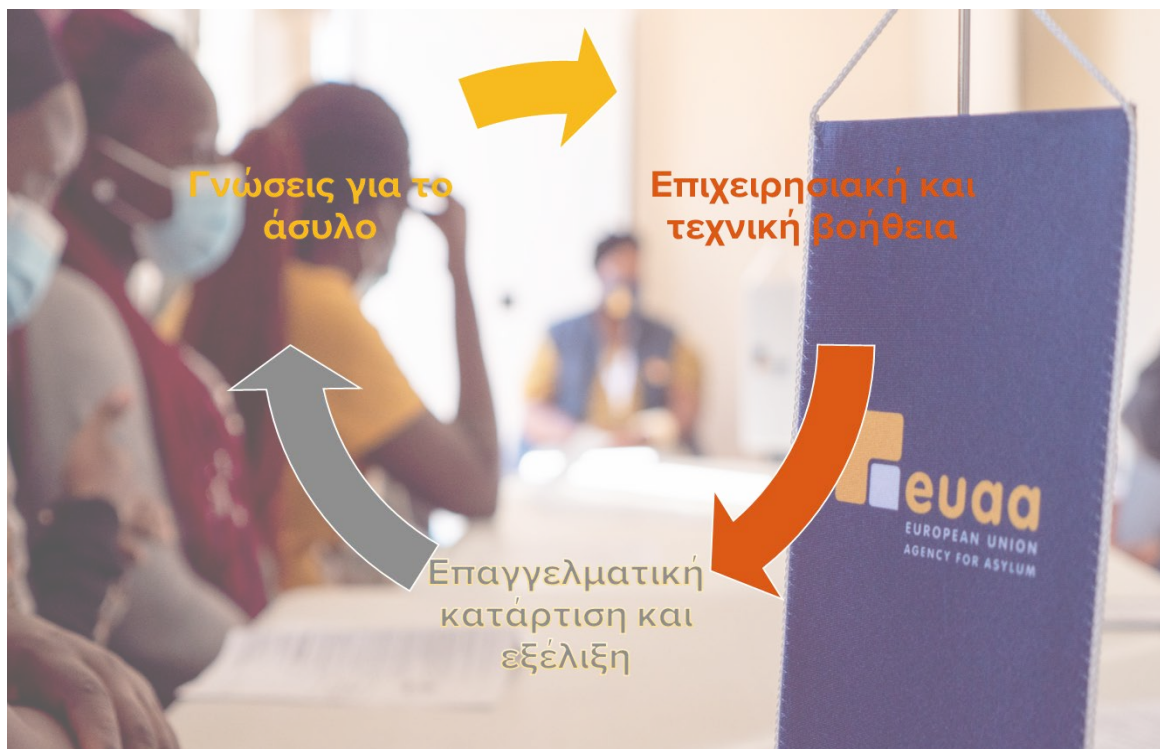 Γνώσεις για το
άσυλο
Επιχειρησιακή και
τεχνική βοήθεια
Επαγγελματική
κατάρτιση και
εξέλιξη
euaa
EUROPEAN UNION
AGENCY FOR ASYLUM